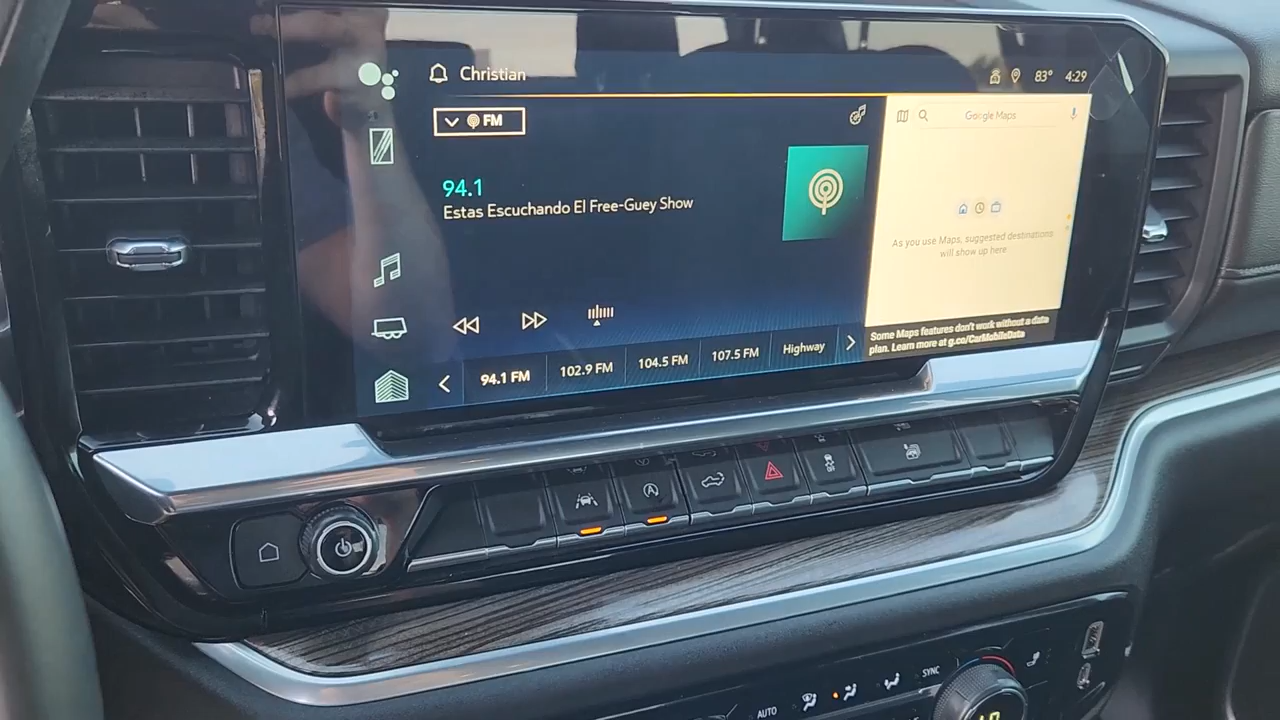 Christian
83° 4:29
FM
94.1
Estas Escuchando El Free-Guey Show
94.1 FM
102.9 FM
104.5 FM
107.5 FM
Highway
Google Maps
As you use Maps, suggested destinations
will show up here
Some Maps features don't work without a data
plan. Learn more at g.co/CarMobileData
A
OFF
AUTO
SYNC